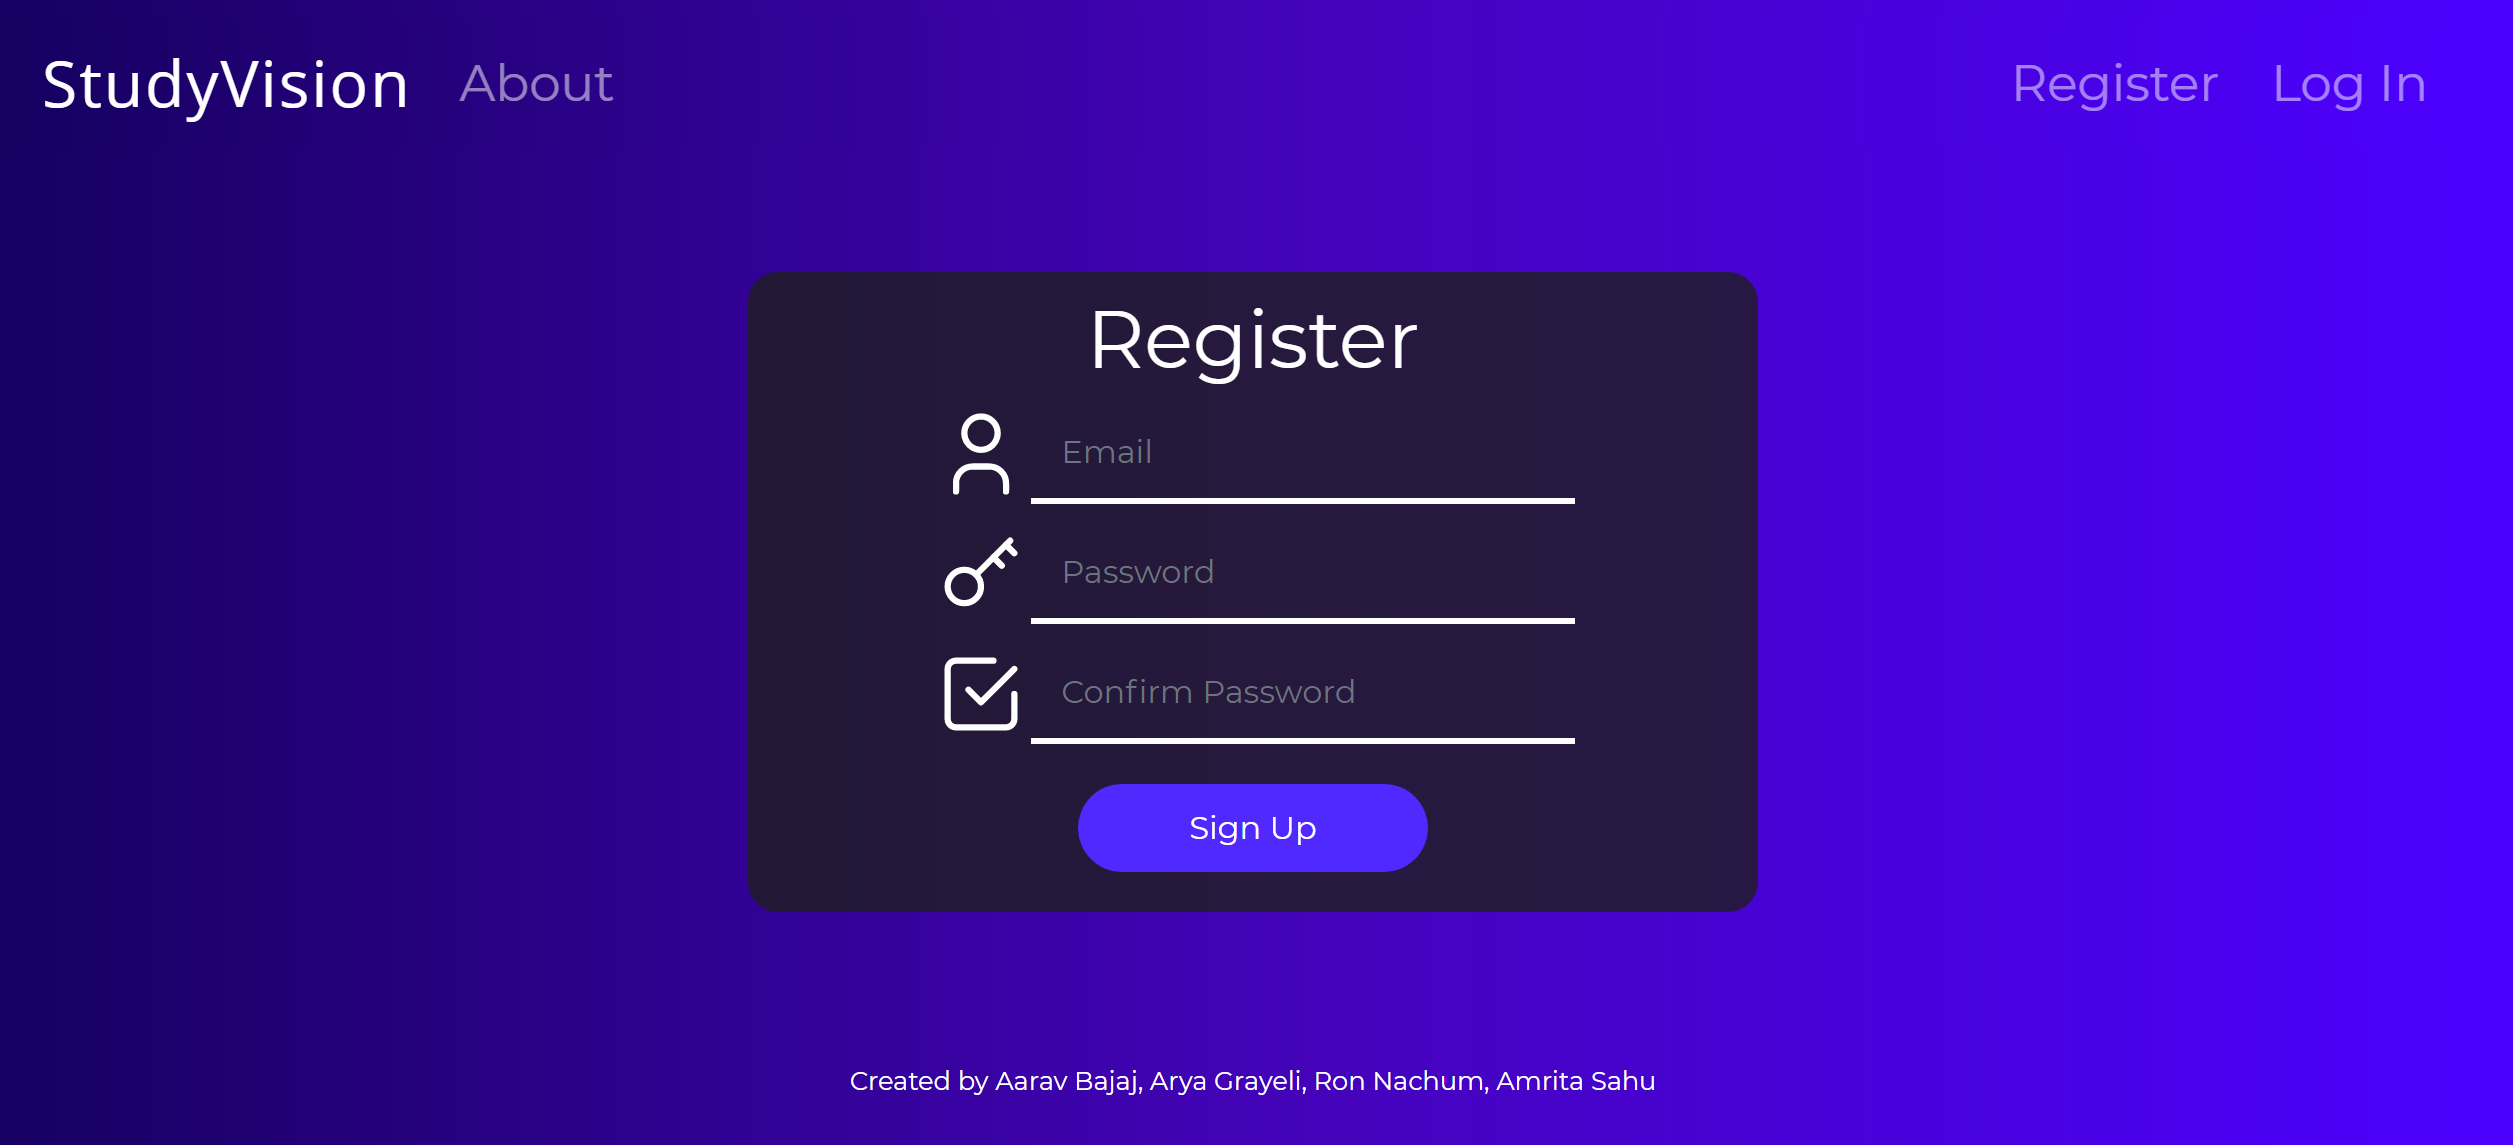 StudyVision About Register Log In
Register
Email
Password
Confirm Password
Sign Up
Created by Aarav Bajaj, Arya Grayeli, Ron Nachum, Amrita Sahu